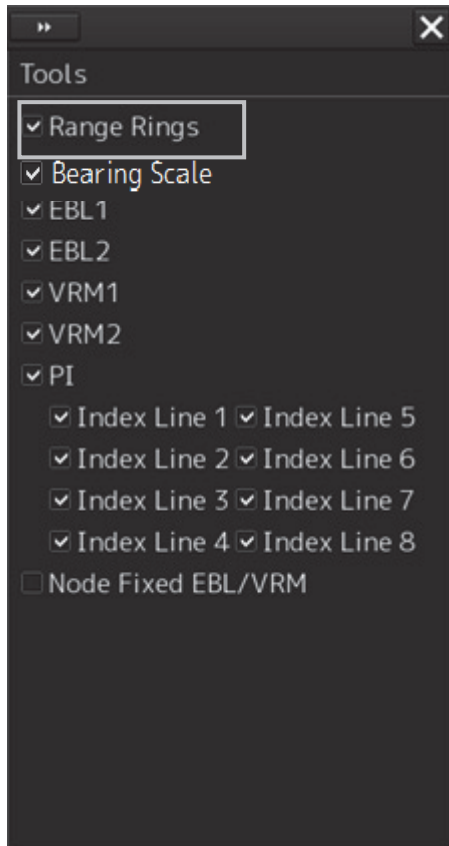 Tools
Range Rings
Bearing Scale
EBL1
EBL2
VRM1
VRM2
PI
Index Line 1 Index Line 5
Index Line 2 Index Line 6
Index Line 3 Index Line 7
Index Line 4 Index Line 8
Node Fixed EBL/VRM